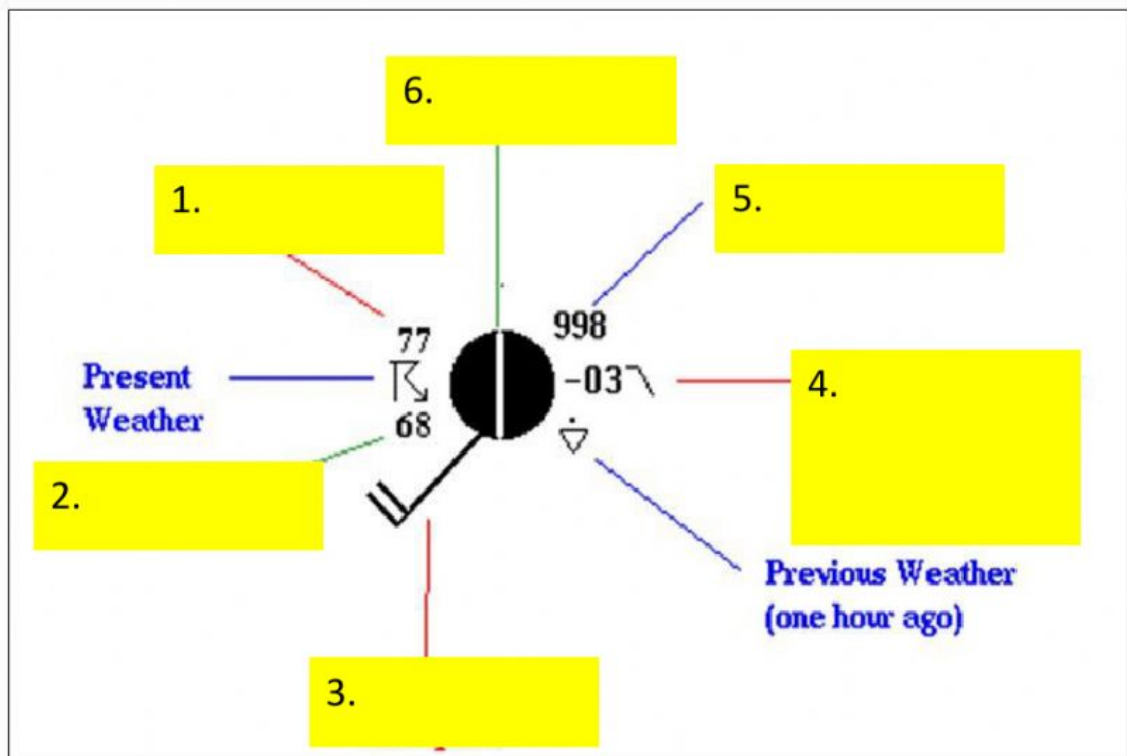 6.
1.
5.
77
998
Present
Weather
-03
4.
68
2.
Previous Weather
(one hour ago)
3.